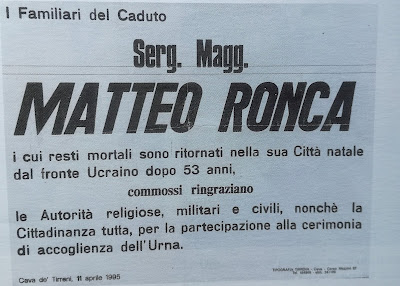 I Familiari del Caduto
Serg. Magg.
MATTEO RONCA
i cui resti mortali sono ritornati nella sua Città natale
dal fronte Ucraino dopo 53 anni,
commossi ringraziano
le Autorità religiose, militari e civili, nonchè la
Cittadinanza tutta, per la partecipazione alla cerimonia
di accoglienza dell'Urna.
Cava de' Tirreni, 11 aprile 1995